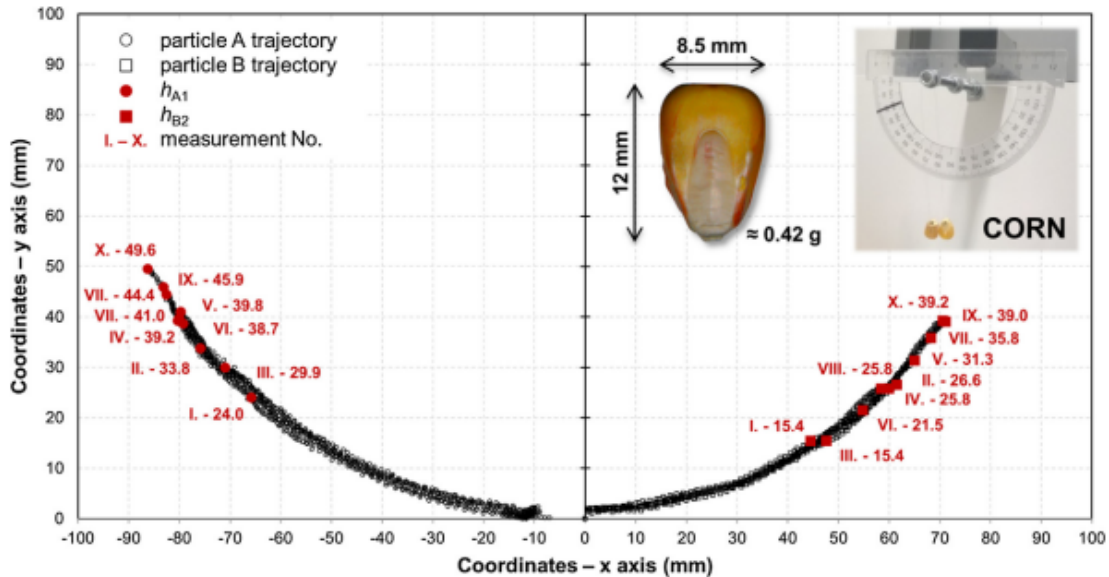 100
90
80
70
60
50
40
30
20
10
0
Coordinates – y axis (mm)
particle A trajectory
particle B trajectory
hA1
hB2
I. – X. measurement No.
8.5 mm
12 mm
≈ 0.42 g
CORN
X. - 49.6
IX. - 45.9
VII. - 44.4
V. - 39.8
VII. - 41.0
VI. - 38.7
IV. - 39.2
II. - 33.8
III. - 29.9
I. - 24.0
X. - 39.2
IX. - 39.0
VII. - 35.8
V. - 31.3
VIII. - 25.8
II. - 26.6
IV. - 25.8
VI. - 21.5
I. - 15.4
III. - 15.4
-100 -90 -80 -70 -60 -50 -40 -30 -20 -10 0 10 20 30 40 50 60 70 80 90 100
Coordinates – x axis (mm)